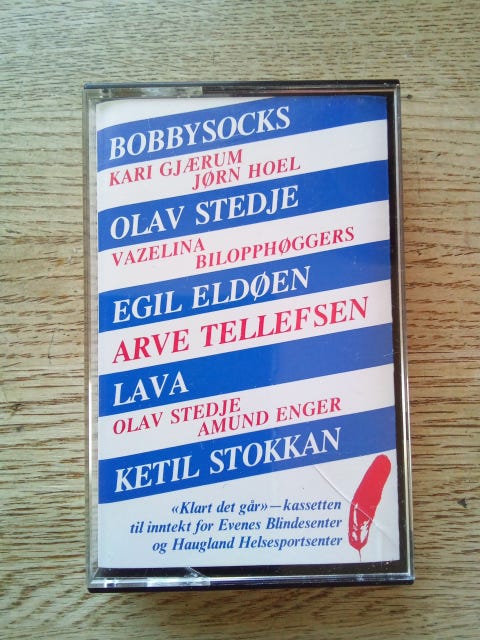 BOBBYSOCKS
KARI GJÆRUM
JØRN HOEL
OLAV STEDJE
VAZELINA
BILOPPHØGGERS
EGIL ELDØEN
ARVE TELLEFSEN
LAVA
OLAV STEDJE
AMUND ENGER
KETIL STOKKAN
«Klart det går»—kassetten
til inntekt for Evenes Blindesenter
og Haugland Helsesportsenter